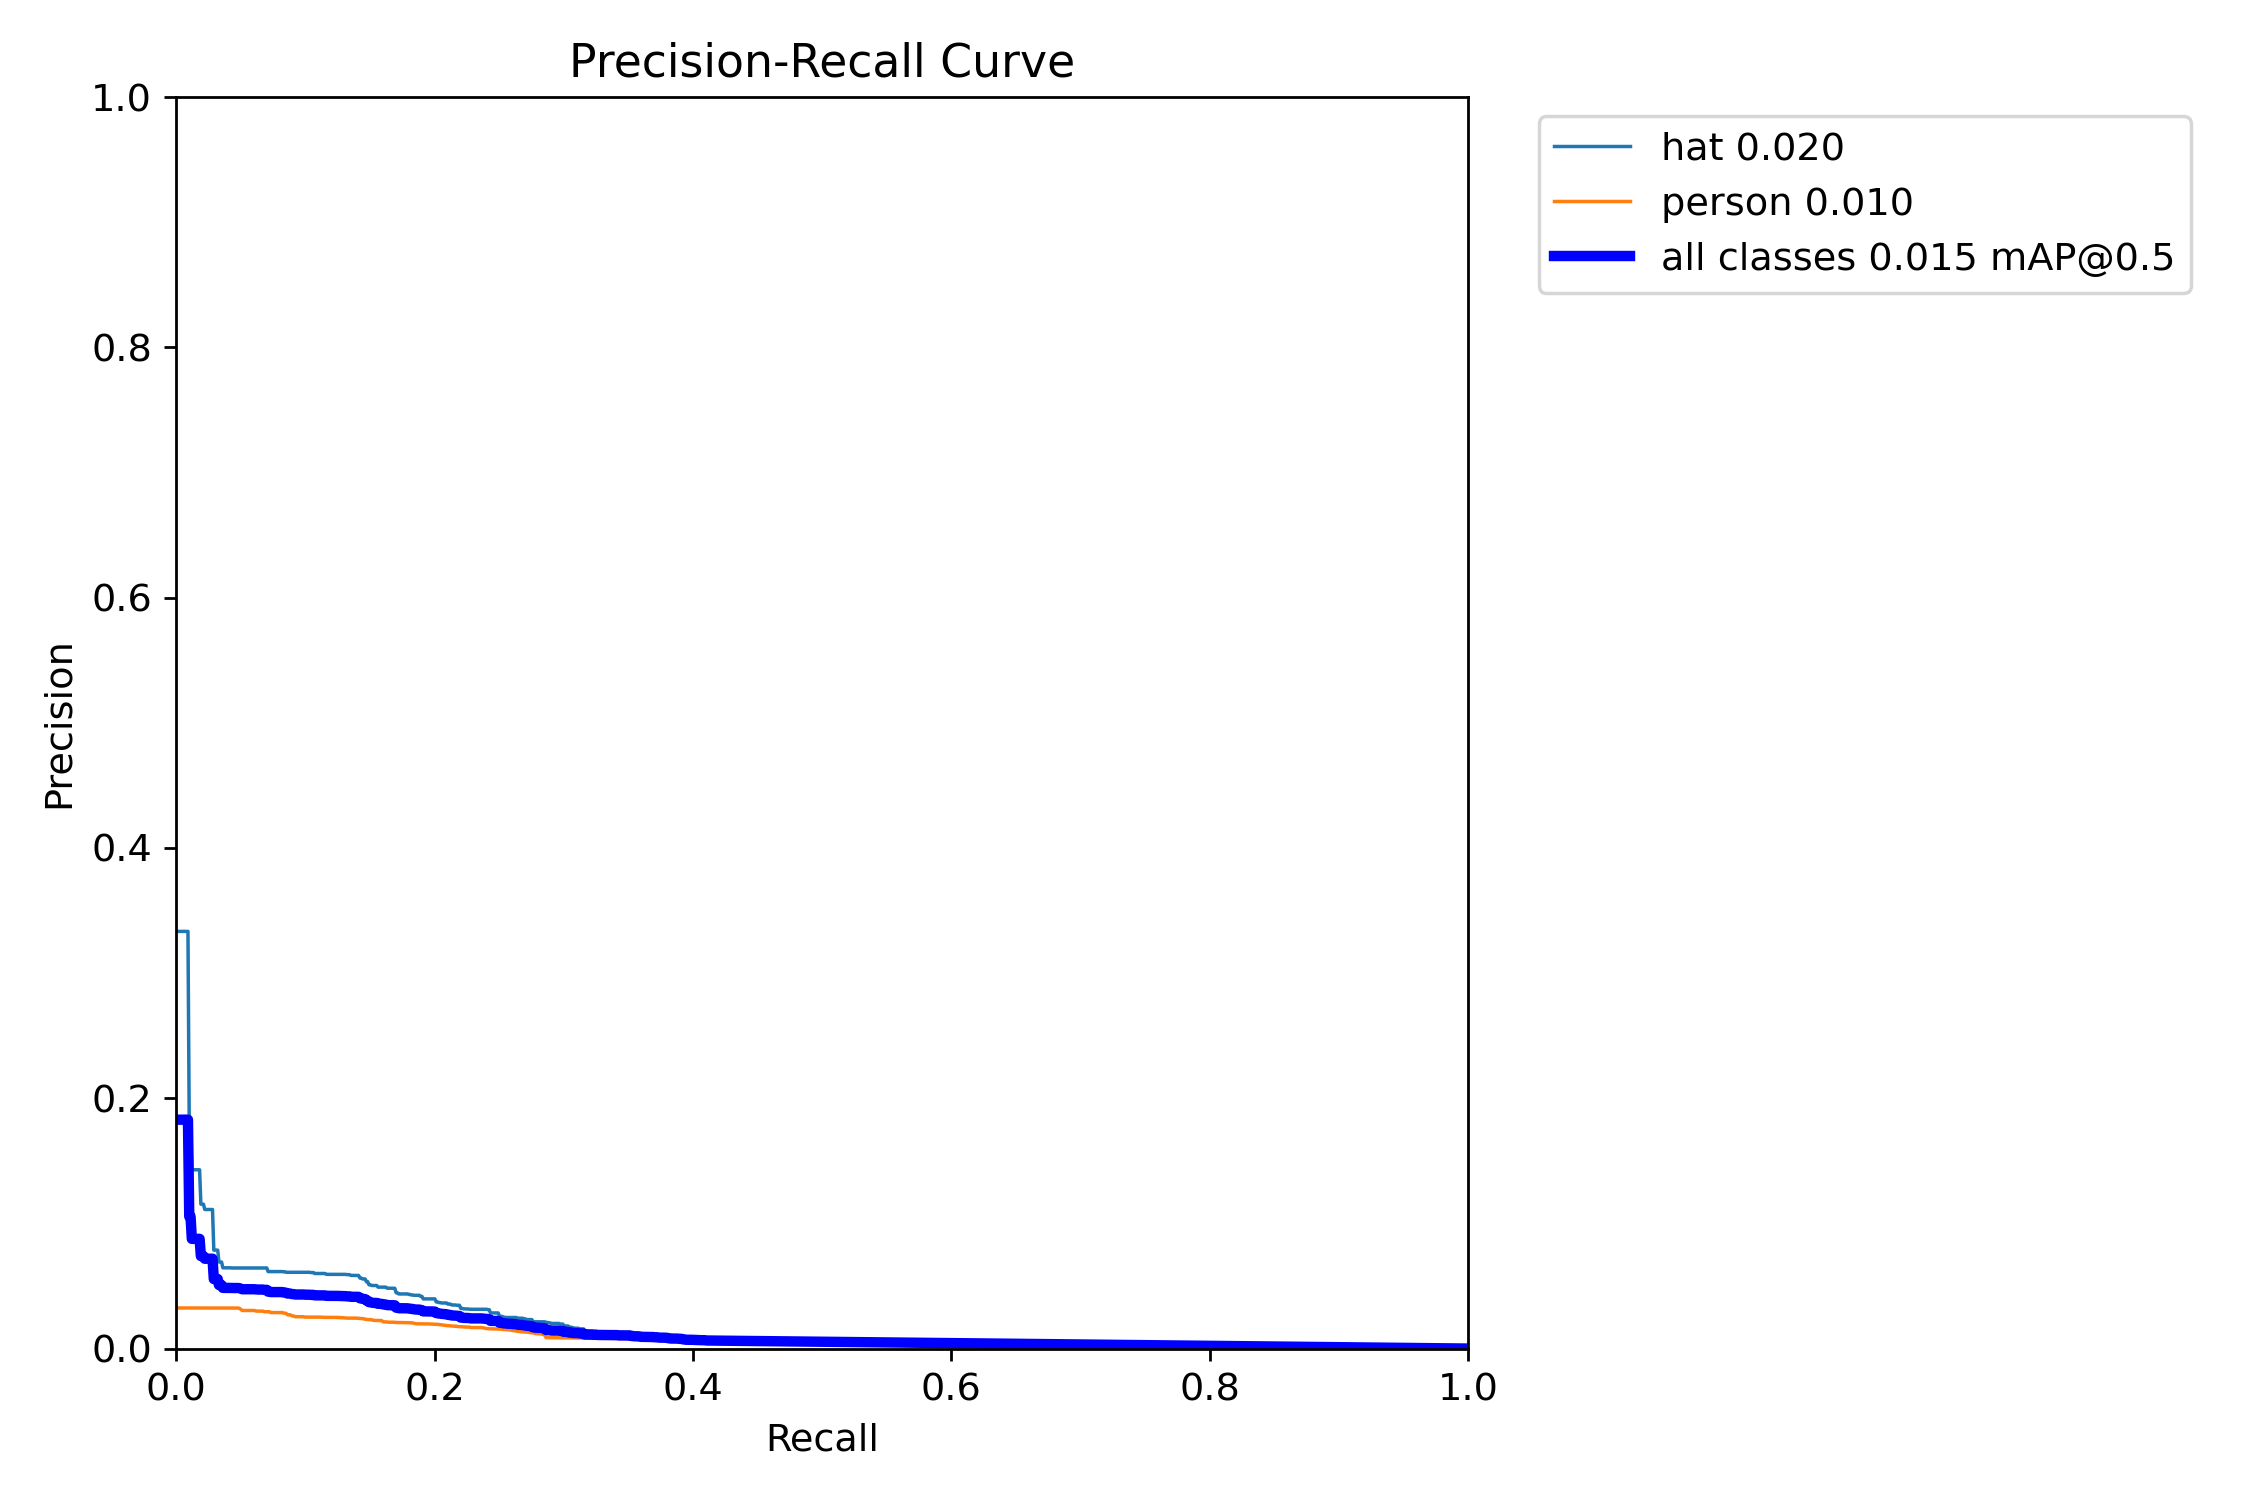 Precision-Recall Curve
1.0
0.8
0.6
0.4
0.2
0.0
Precision
0.0 0.2 0.4 0.6 0.8 1.0
Recall
hat 0.020
person 0.010
all classes 0.015 mAP@0.5